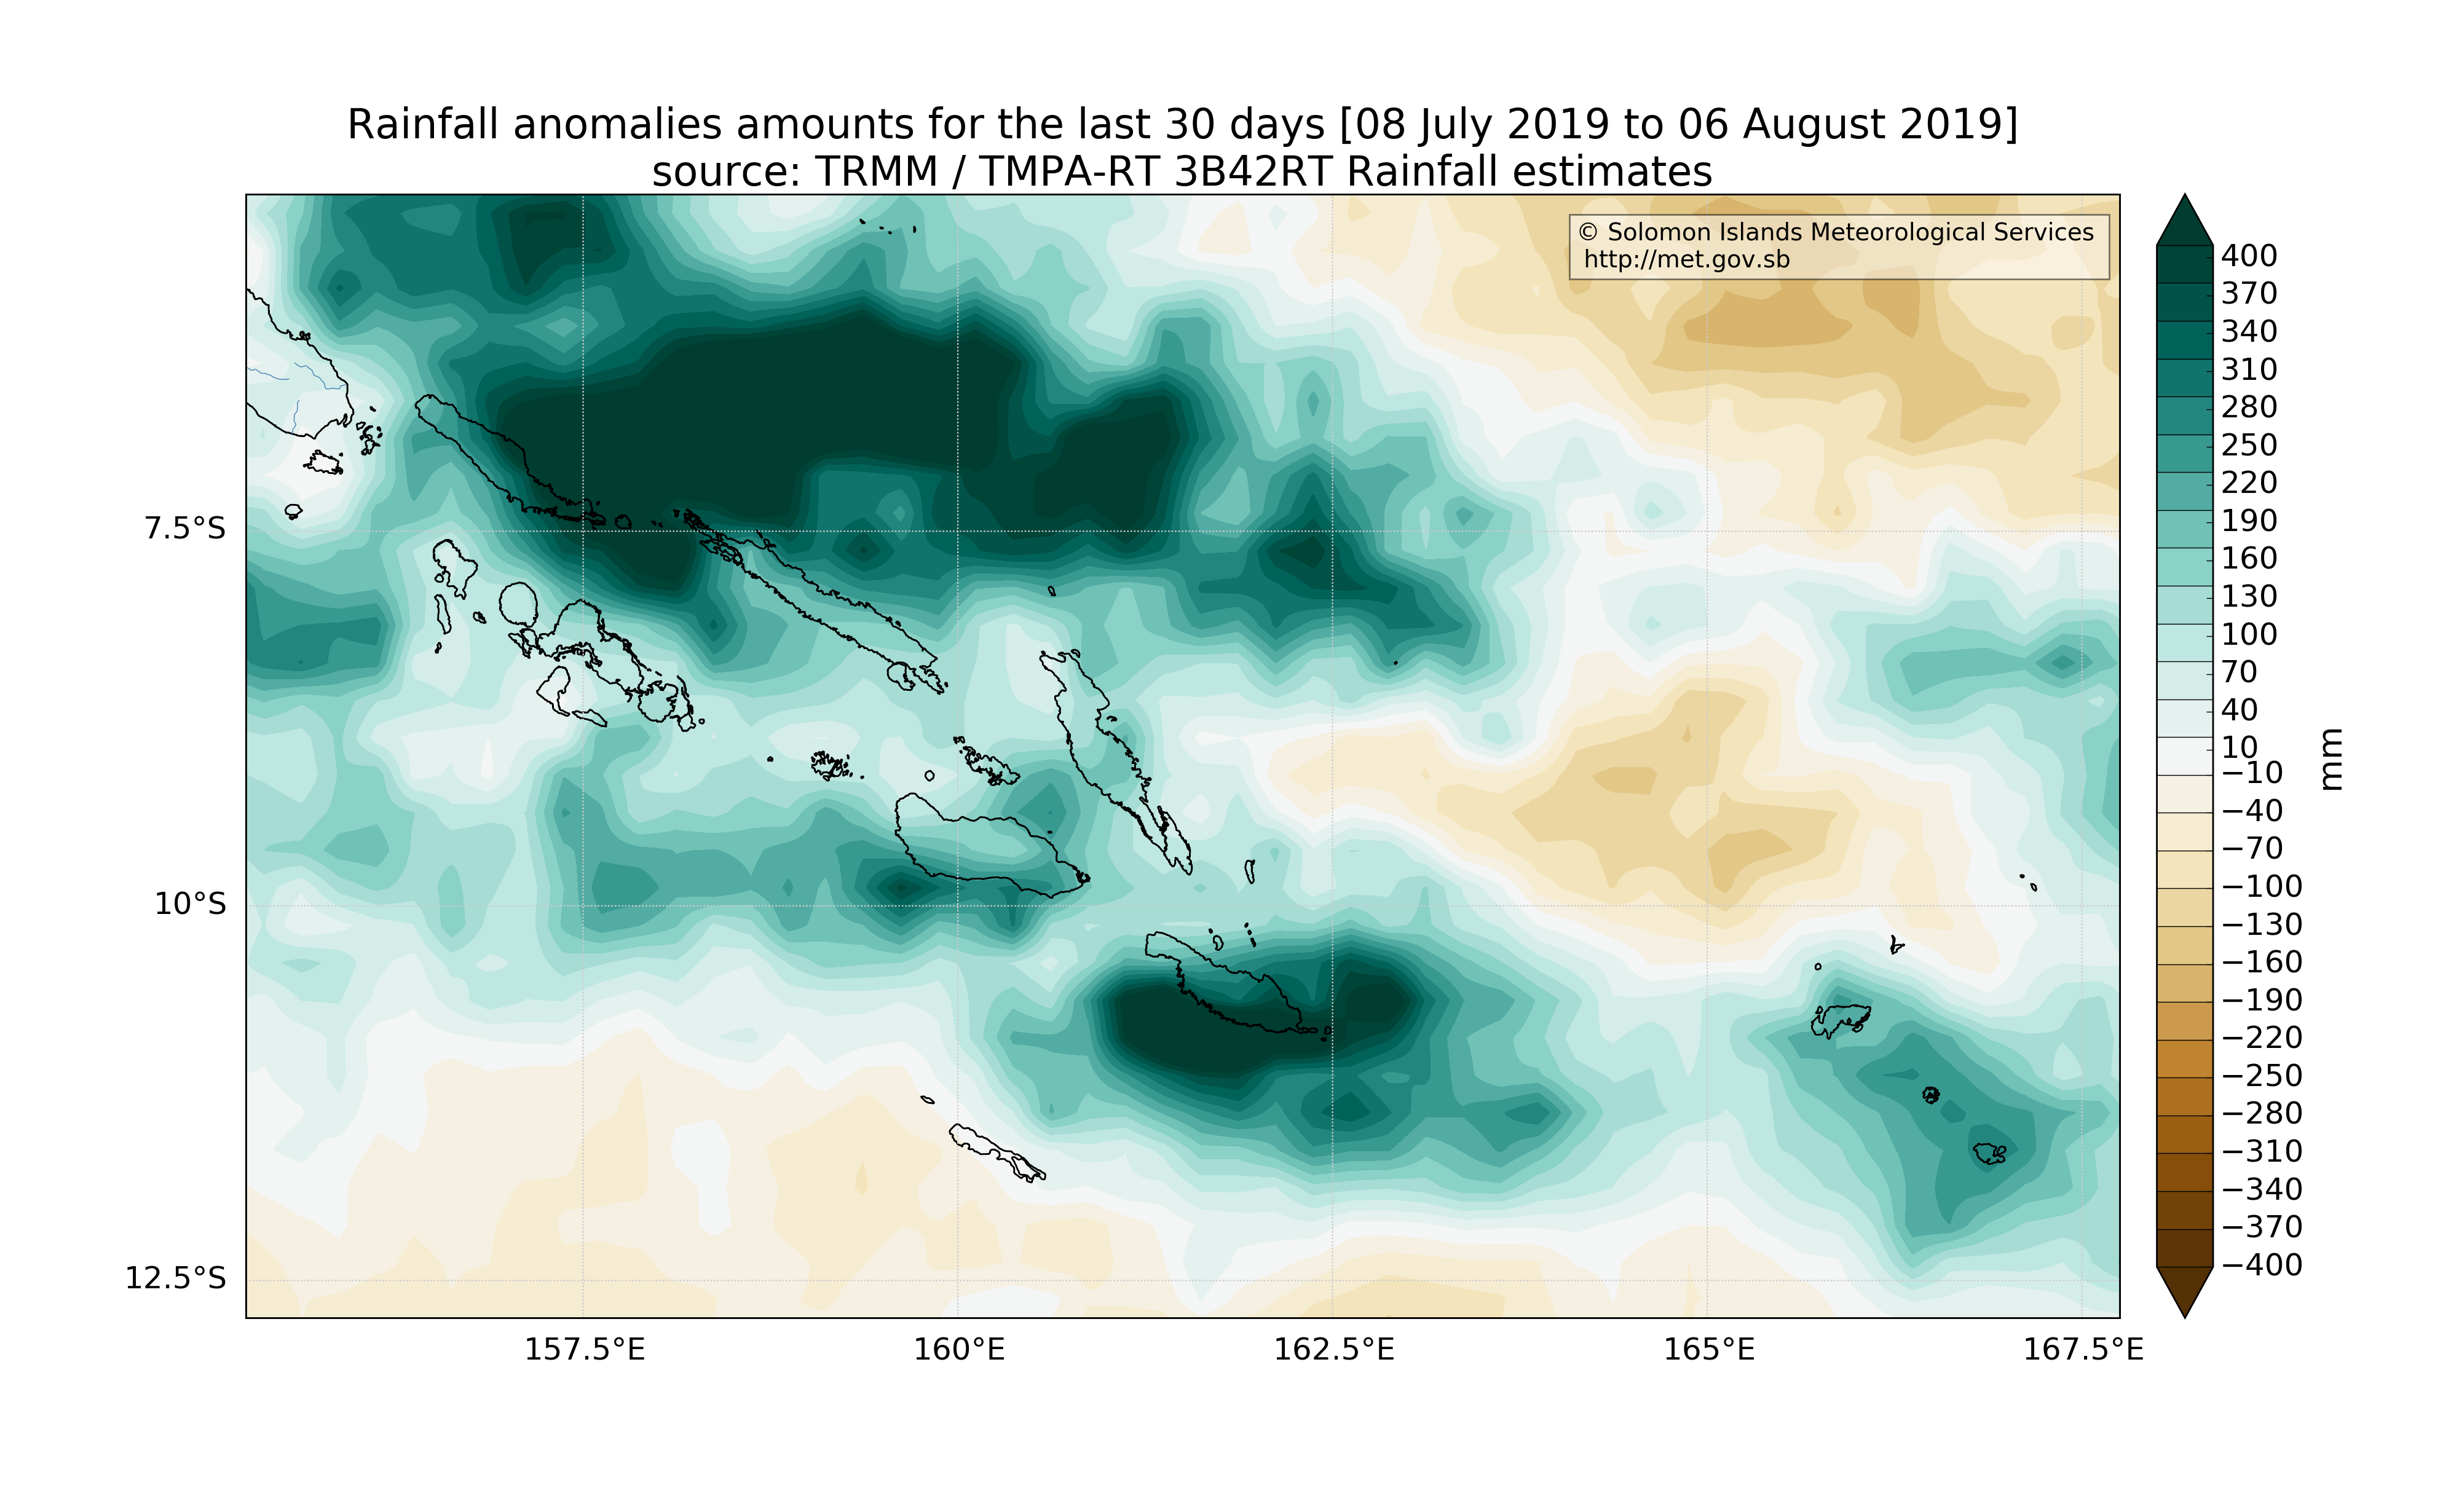 Rainfall anomalies amounts for the last 30 days [08 July 2019 to 06 August 2019]
source: TRMM / TMPA-RT 3B42RT Rainfall estimates
© Solomon Islands Meteorological Services
http://met.gov.sb
7.5°S
10°S
12.5°S
157.5°E
160°E
162.5°E
165°E
167.5°E
400
370
340
310
280
250
220
190
160
130
100
70
40
10
−10
−40
−70
−100
−130
−160
−190
−220
−250
−280
−310
−340
−370
−400
mm